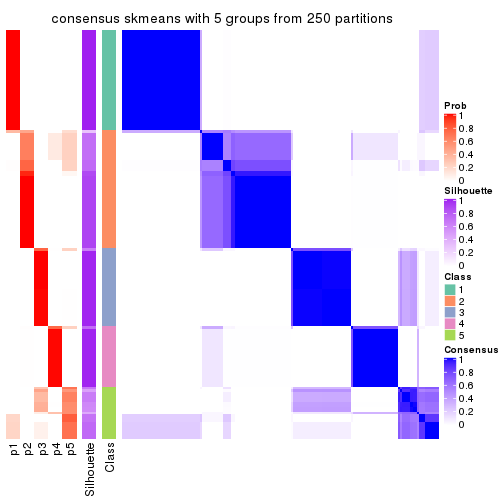 consensus skmeans with 5 groups from 250 partitions
Prob
1
0.8
0.6
0.4
0.2
0
Silhouette
1
0.8
0.6
0.4
0.2
0
Class
1
2
3
4
5
Consensus
1
0.8
0.6
0.4
0.2
0
p1
p2
p3
p4
p5
Silhouette
Class